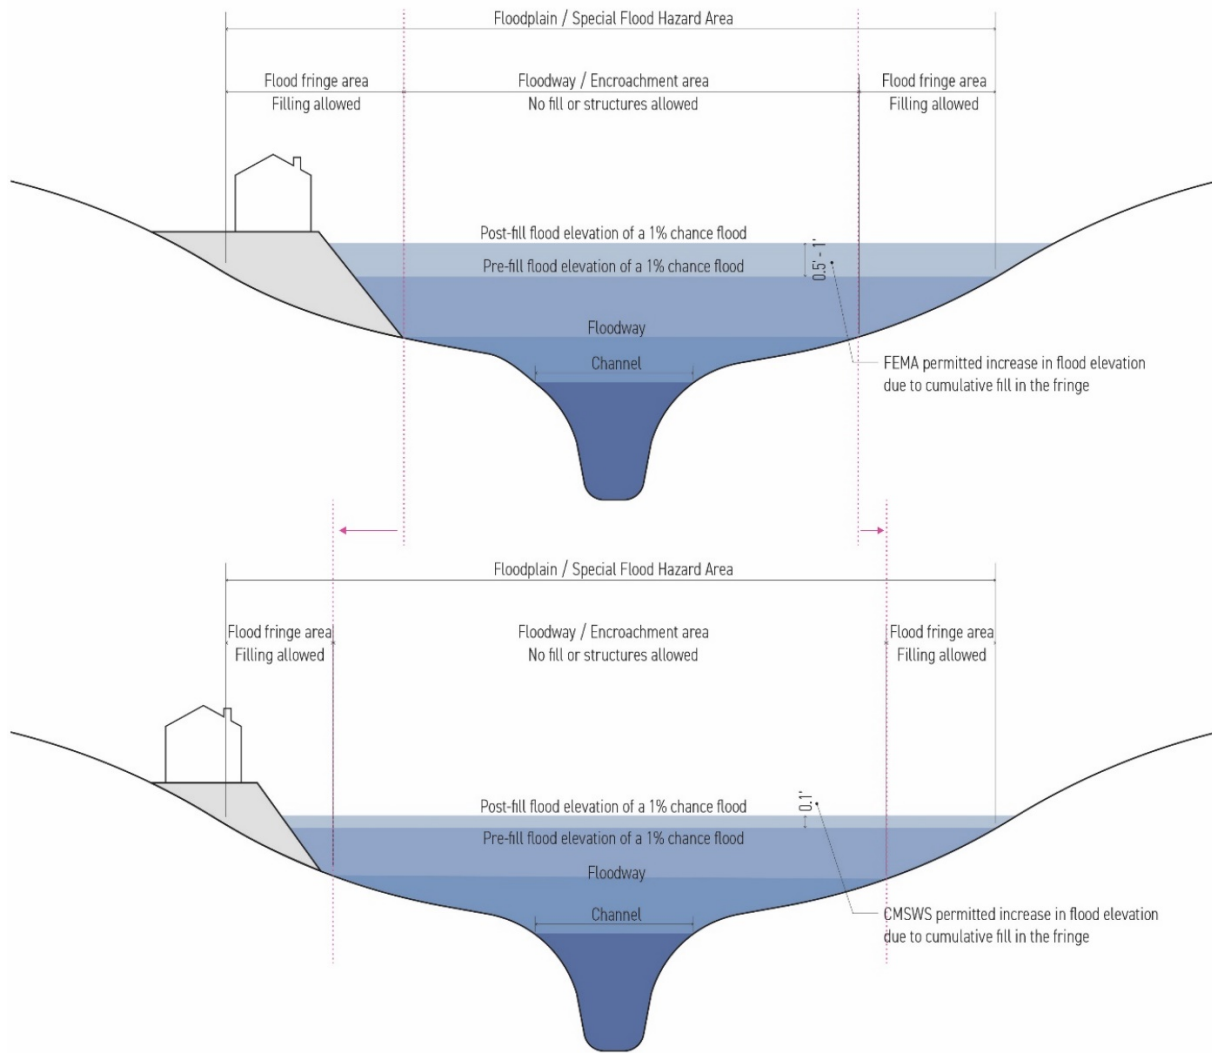 Floodplain / Special Flood Hazard Area
Flood fringe area
Filling allowed
Floodway / Encroachment area
No fill or structures allowed
Flood fringe area
Filling allowed
Post-fill flood elevation of a 1% chance flood
Pre-fill flood elevation of a 1% chance flood
0.5' - 1'
Floodway
Channel
FEMA permitted increase in flood elevation
due to cumulative fill in the fringe
Floodplain / Special Flood Hazard Area
Flood fringe area
Filling allowed
Floodway / Encroachment area
No fill or structures allowed
Flood fringe area
Filling allowed
Post-fill flood elevation of a 1% chance flood
0.1'
Pre-fill flood elevation of a 1% chance flood
Floodway
Channel
CMSWS permitted increase in flood elevation
due to cumulative fill in the fringe